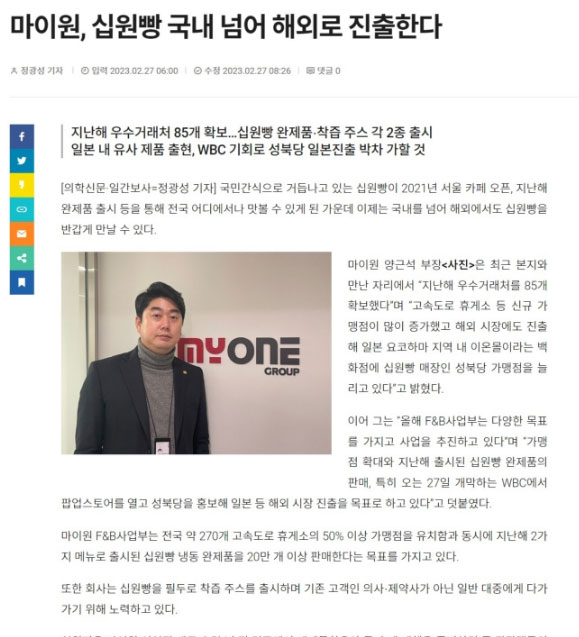 마이원, 십원빵 국내 넘어 해외로 진출한다
정광성 기자 입력 2023.02.27 06:00 수정 2023.02.27 08:26 댓글 0
지난해 우수거래처 85개 확보...십원빵 완제품·착즙 주스 각 2종 출시
일본 내 유사 제품 출현, WBC 기회로 성북당 일본진출 박차 가할 것
[의학신문·일간보사=정광성 기자] 국민간식으로 거듭나고 있는 십원빵이 2021년 서울 카페 오픈, 지난해
완제품 출시 등을 통해 전국 어디에서나 맛볼 수 있게 된 가운데 이제는 국내를 넘어 해외에서도 십원빵을
반갑게 만날 수 있다.
MYONE
GROUP
마이원 양근석 부장<사진>은 최근 본지와
만난 자리에서 “지난해 우수거래처를 85개
확보했다”며 “고속도로 휴게소 등 신규 가
맹점이 많이 증가했고 해외 시장에도 진출
해 일본 요코하마 지역 내 이온몰이라는 백
화점에 십원빵 매장인 성북당 가맹점을 늘
리고 있다”고 밝혔다.
이어 그는 “올해 F&B사업부는 다양한 목표
를 가지고 사업을 추진하고 있다”며 “가맹
점 확대와 지난해 출시된 십원빵 완제품의
판매, 특히 오는 27일 개막하는 WBC에서
팝업스토어를 열고 성북당을 홍보해 일본 등 해외 시장 진출을 목표로 하고 있다”고 덧붙였다.
마이원 F&B사업부는 전국 약 270개 고속도로 휴게소의 50% 이상 가맹점을 유치함과 동시에 지난해 2가
지 메뉴로 출시된 십원빵 냉동 완제품을 20만 개 이상 판매한다는 목표를 가지고 있다.
또한 회사는 십원빵을 필두로 착즙 주스를 출시하며 기존 고객인 의사·제약사가 아닌 일반 대중에게 다가
가기 위해 노력하고 있다.